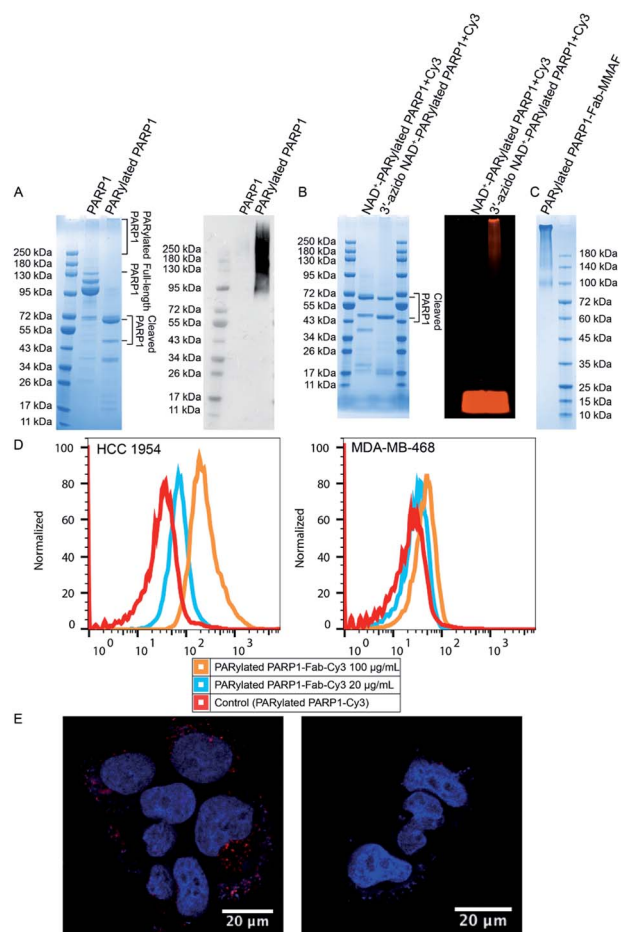 A
PARP1
PARylated PARP1
250 kDa
180 kDa
130 kDa
95 kDa
72 kDa
55 kDa
43 kDa
34 kDa
26 kDa
17 kDa
11 kDa
PARylated PARP1
Full-length PARP1
Cleaved PARP1
PARP1
PARylated PARP1
250 kDa
180 kDa
130 kDa
95 kDa
72 kDa
55 kDa
43 kDa
34 kDa
26 kDa
17 kDa
11 kDa
B
NAD⁺-PARylated PARP1+Cy3
3'-azido NAD⁺-PARylated PARP1+Cy3
250 kDa
180 kDa
130 kDa
95 kDa
72 kDa
55 kDa
43 kDa
34 kDa
26 kDa
17 kDa
11 kDa
Cleaved PARP1
NAD⁺-PARylated PARP1+Cy3
3'-azido NAD⁺-PARylated PARP1+Cy3
C
PARylated PARP1-Fab-MMAF
180 kDa
140 kDa
100 kDa
72 kDa
60 kDa
45 kDa
35 kDa
25 kDa
15 kDa
10 kDa
D
HCC 1954
Normalized
100
80
60
40
20
0
10⁰ 10¹ 10² 10³
MDA-MB-468
Normalized
100
80
60
40
20
0
10⁰ 10¹ 10² 10³
PARylated PARP1-Fab-Cy3 100 µg/mL
PARylated PARP1-Fab-Cy3 20 µg/mL
Control (PARylated PARP1-Cy3)
E
20 µm
20 µm